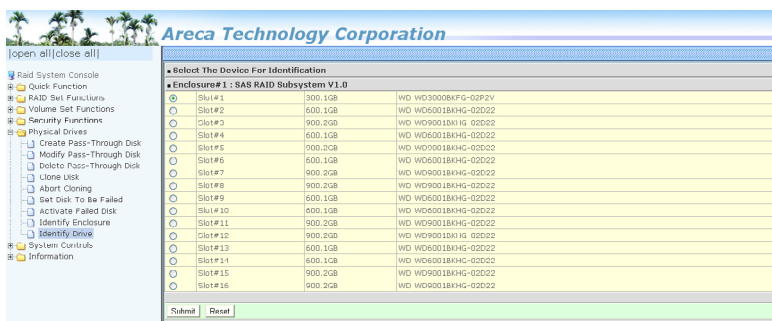 Areca Technology Corporation
|open all|close all|
Raid System Console
Quick Function
RAID Set Functions
Volume Set Functions
Security Functions
Physical Drives
Create Pass-Through Disk
Modify Pass-Through Disk
Delete Pass-Through Disk
Clone Disk
Abort Cloning
Set Disk To Be Failed
Activate Failed Disk
Identify Enclosure
Identify Drive
System Controls
Information
Select The Device For Identification
Enclosure#1 : SAS RAID Subsystem V1.0
Slot#1 300.1GB WD WD3000BKFG-02P2V
Slot#2 600.1GB WD WD6001BKHG-02D22
Slot#3 900.2GB WD WD9001BKHG-02D22
Slot#4 600.1GB WD WD6001BKHG-02D22
Slot#5 900.2GB WD WD9001BKHG-02D22
Slot#6 600.1GB WD WD6001BKHG-02D22
Slot#7 900.2GB WD WD9001BKHG-02D22
Slot#8 900.2GB WD WD9001BKHG-02D22
Slot#9 600.1GB WD WD6001BKHG-02D22
Slot#10 600.1GB WD WD6001BKHG-02D22
Slot#11 900.2GB WD WD9001BKHG-02D22
Slot#12 900.2GB WD WD9001BKHG-02D22
Slot#13 600.1GB WD WD6001BKHG-02D22
Slot#14 600.1GB WD WD6001BKHG-02D22
Slot#15 900.2GB WD WD9001BKHG-02D22
Slot#16 900.2GB WD WD9001BKHG-02D22
Submit Reset